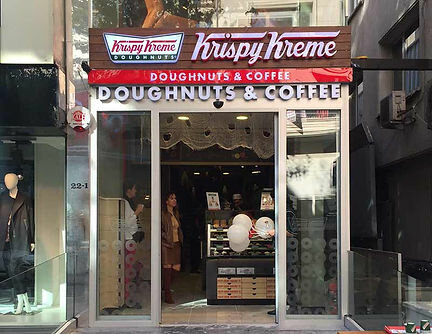 Krispy Kreme
DOUGHNUTS
Krispy Kreme
DOUGHNUTS & COFFEE
DOUGHNUTS & COFFEE
22-1